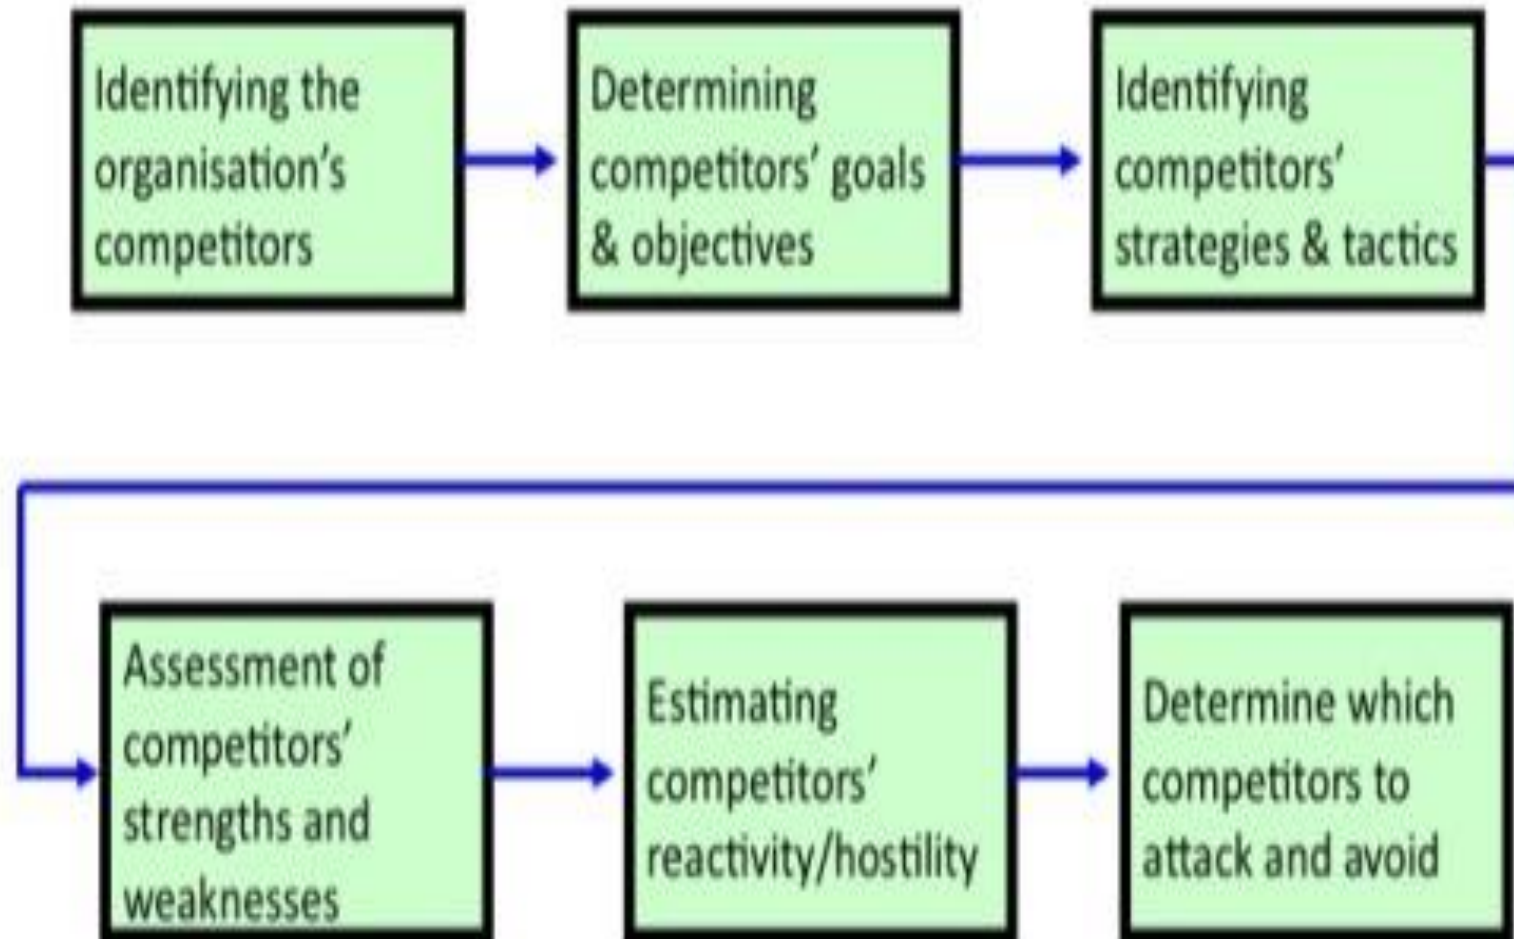 Identifying the
organisation’s
competitors
Determining
competitors’ goals
& objectives
Identifying
competitors’
strategies & tactics
Assessment of
competitors’
strengths and
weaknesses
Estimating
competitors’
reactivity/hostility
Determine which
competitors to
attack and avoid